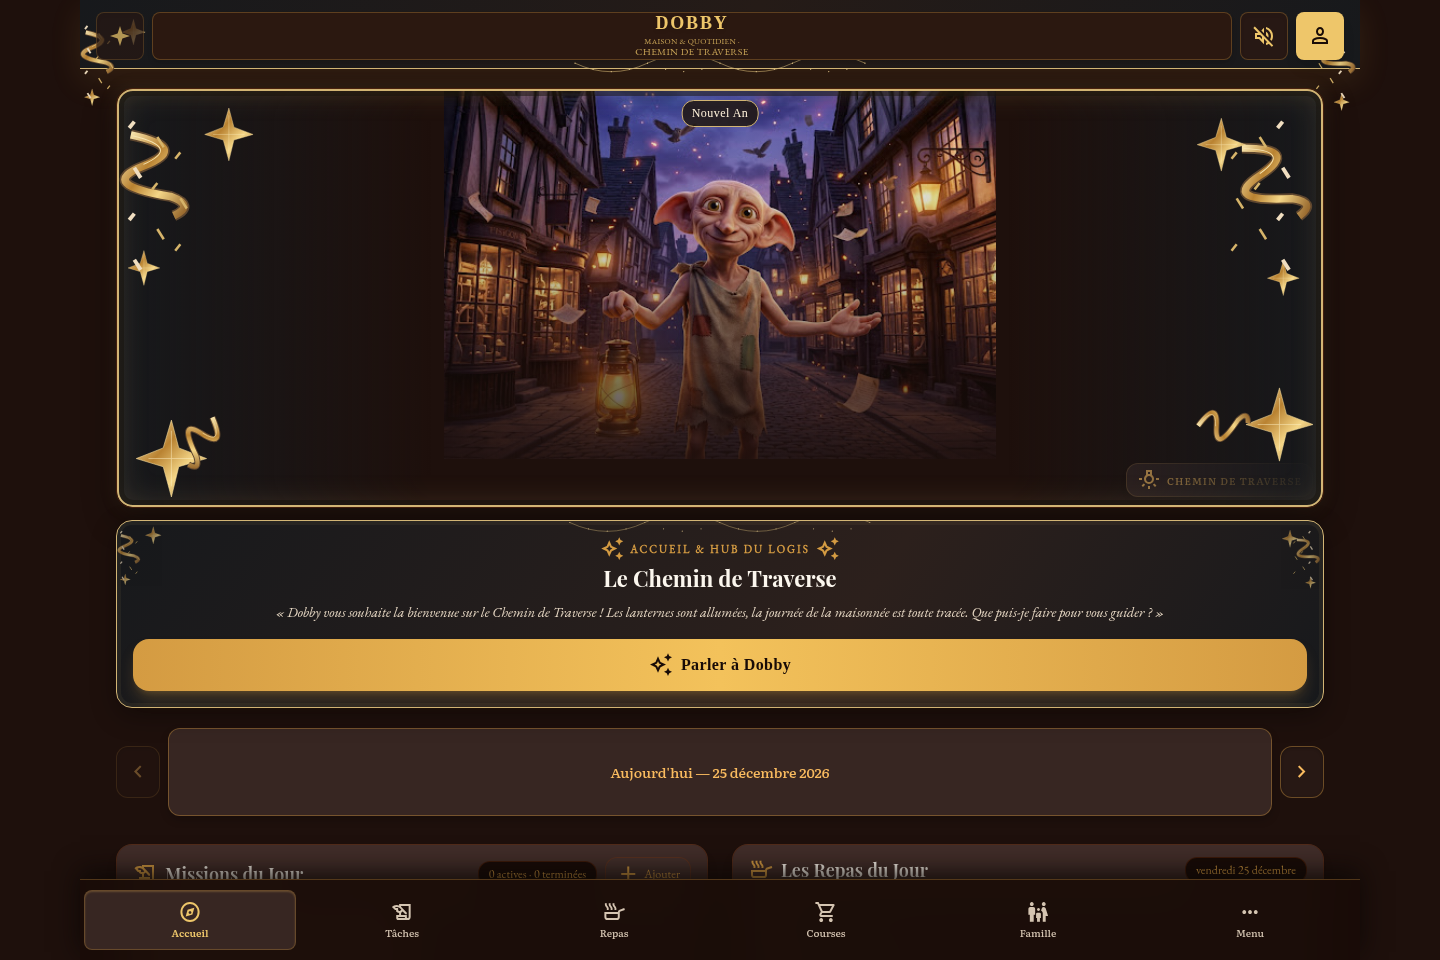 DOBBY
MAISON & QUOTIDIEN ·
CHEMIN DE TRAVERSE
Nouvel An
CHEMIN DE TRAVERSE
ACCUEIL & HUB DU LOGIS
Le Chemin de Traverse
« Dobby vous souhaite la bienvenue sur le Chemin de Traverse ! Les lanternes sont allumées, la journée de la maisonnée est toute tracée. Que puis-je faire pour vous guider ? »
Parler à Dobby
Aujourd'hui — 25 décembre 2026
Missions du Jour
0 actives · 0 terminées
Ajouter
Les Repas du Jour
vendredi 25 décembre
Accueil
Tâches
Repas
Courses
Famille
Menu